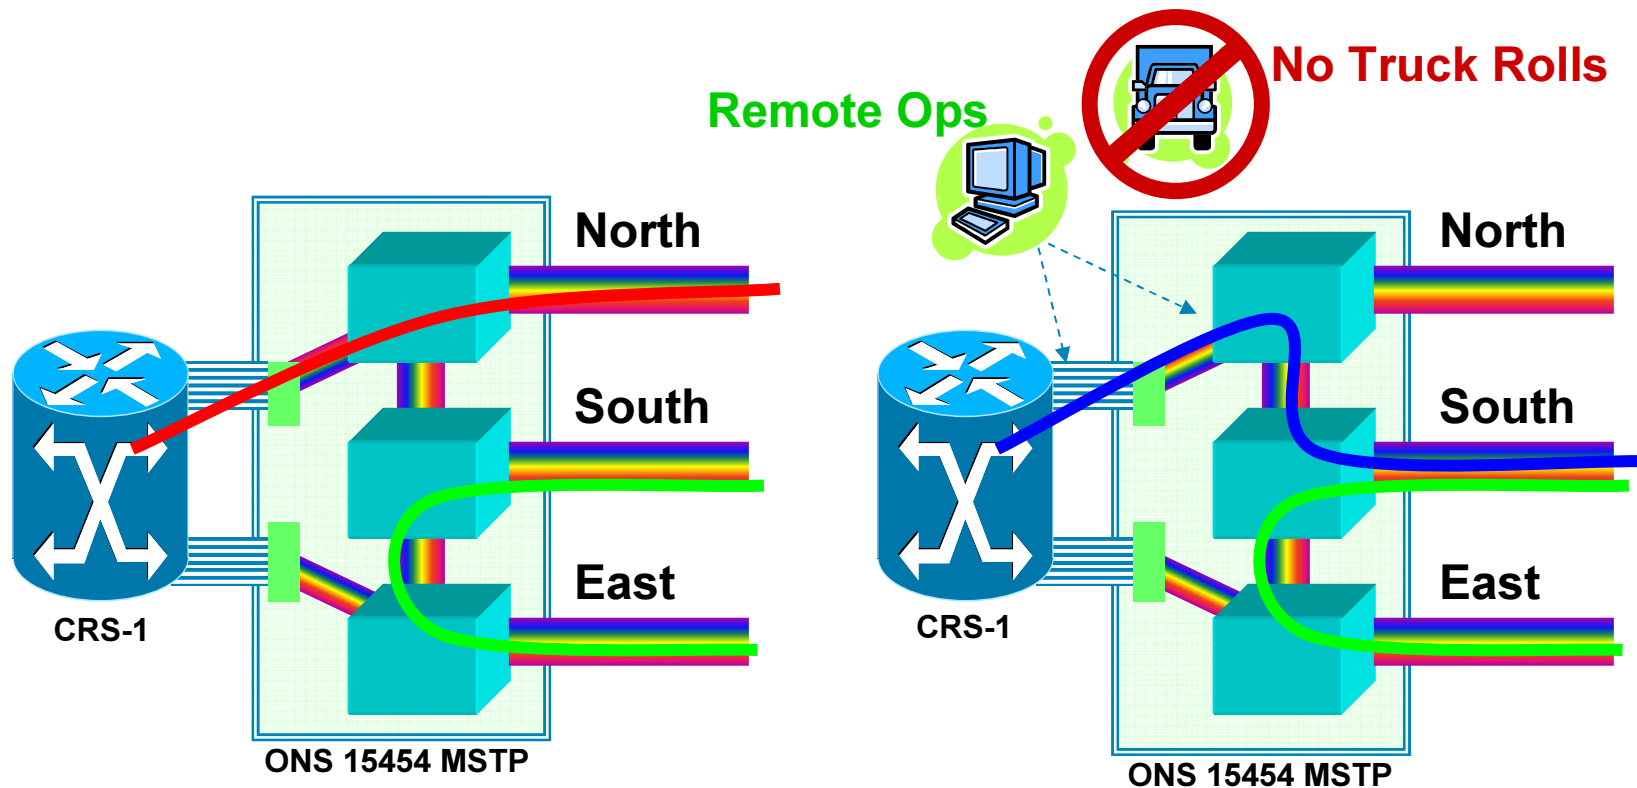 No Truck Rolls
Remote Ops
North
South
East
CRS-1
ONS 15454 MSTP
North
South
East
CRS-1
ONS 15454 MSTP